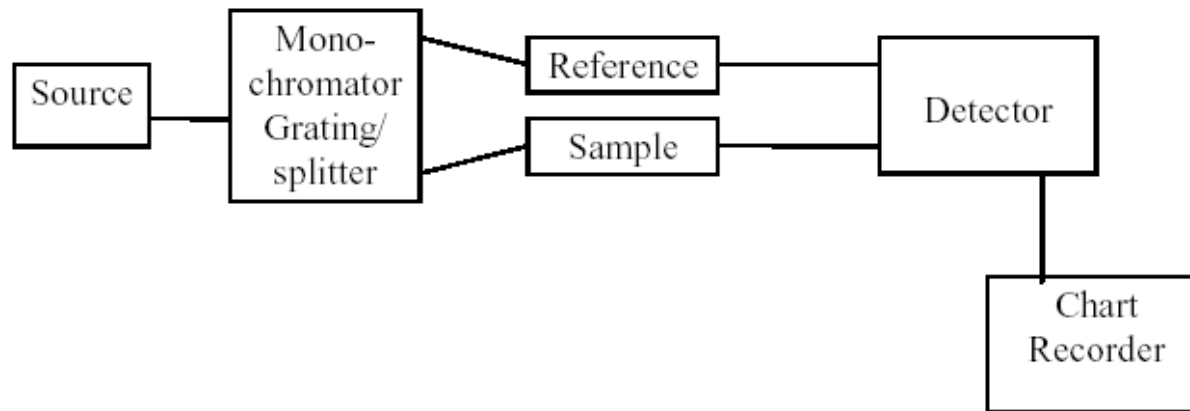 Source
Mono-
chromator
Grating/
splitter
Reference
Sample
Detector
Chart
Recorder